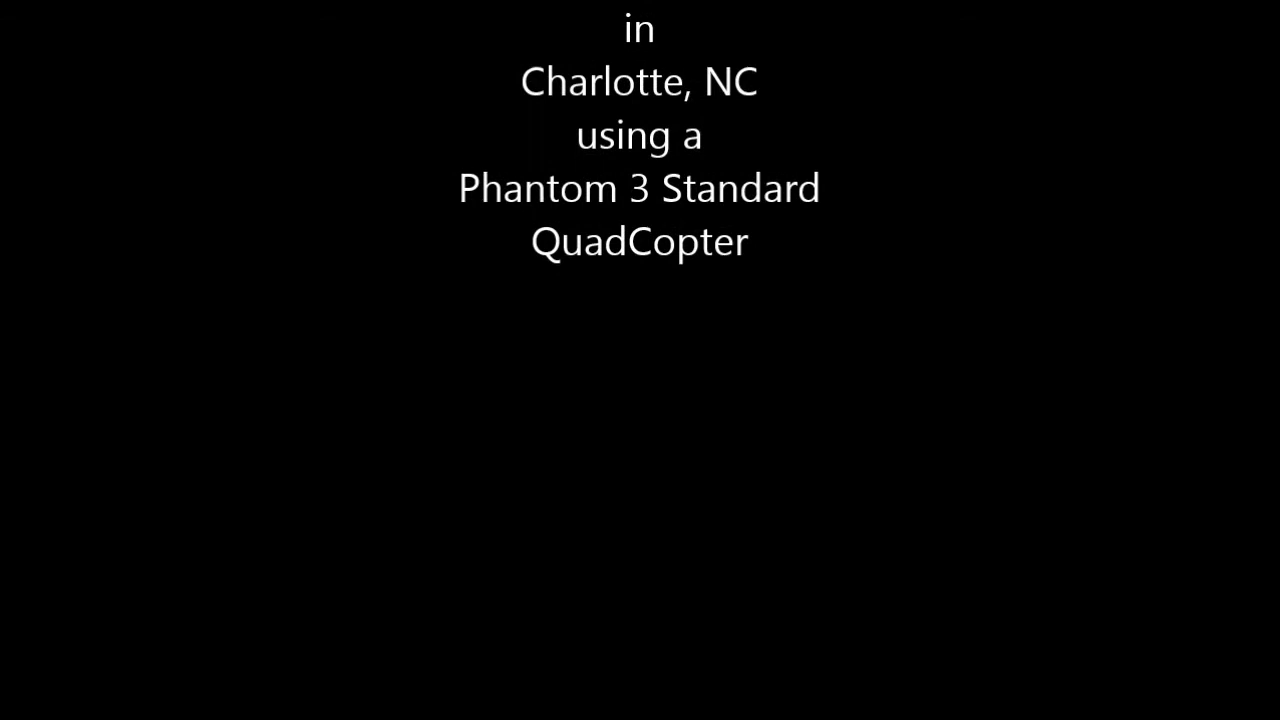 in
Charlotte, NC
using a
Phantom 3 Standard
QuadCopter